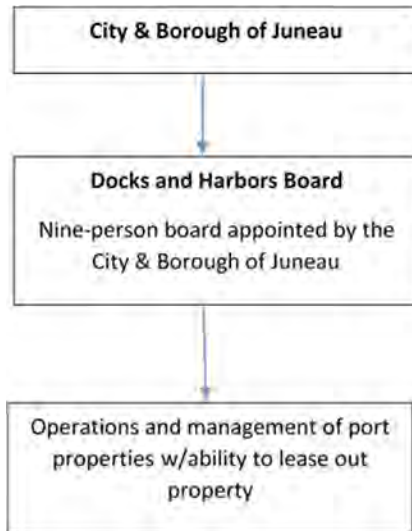 City & Borough of Juneau
Docks and Harbors Board
Nine-person board appointed by the
City & Borough of Juneau
Operations and management of port
properties w/ability to lease out
property